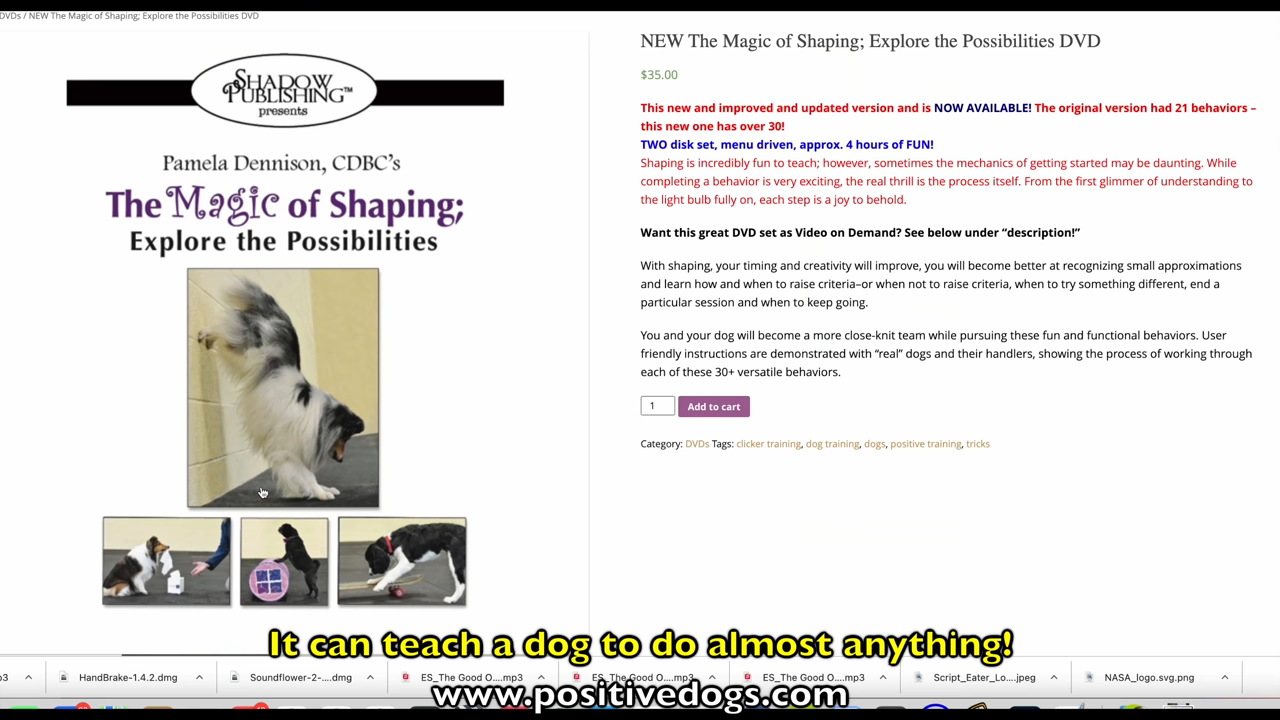 DVDs / NEW The Magic of Shaping; Explore the Possibilities DVD
SHADOW
PUBLISHING™
presents
Pamela Dennison, CDBC's
The Magic of Shaping;
Explore the Possibilities
NEW The Magic of Shaping; Explore the Possibilities DVD
$35.00
This new and improved and updated version and is NOW AVAILABLE! The original version had 21 behaviors –
this new one has over 30!
TWO disk set, menu driven, approx. 4 hours of FUN!
Shaping is incredibly fun to teach; however, sometimes the mechanics of getting started may be daunting. While
completing a behavior is very exciting, the real thrill is the process itself. From the first glimmer of understanding to
the light bulb fully on, each step is a joy to behold.
Want this great DVD set as Video on Demand? See below under “description!”
With shaping, your timing and creativity will improve, you will become better at recognizing small approximations
and learn how and when to raise criteria–or when not to raise criteria, when to try something different, end a
particular session and when to keep going.
You and your dog will become a more close-knit team while pursuing these fun and functional behaviors. User
friendly instructions are demonstrated with “real” dogs and their handlers, showing the process of working through
each of these 30+ versatile behaviors.
1 Add to cart
Category: DVDs Tags: clicker training, dog training, dogs, positive training, tricks
It can teach a dog to do almost anything!
p3 HandBrake-1.4.2.dmg Soundflower-2-....dmg ES_The Good O....mp3 ES_The Good O....mp3 ES_The Good O....mp3 Script_Eater_Lo....jpeg NASA_logo.svg.png
www.positivedogs.com